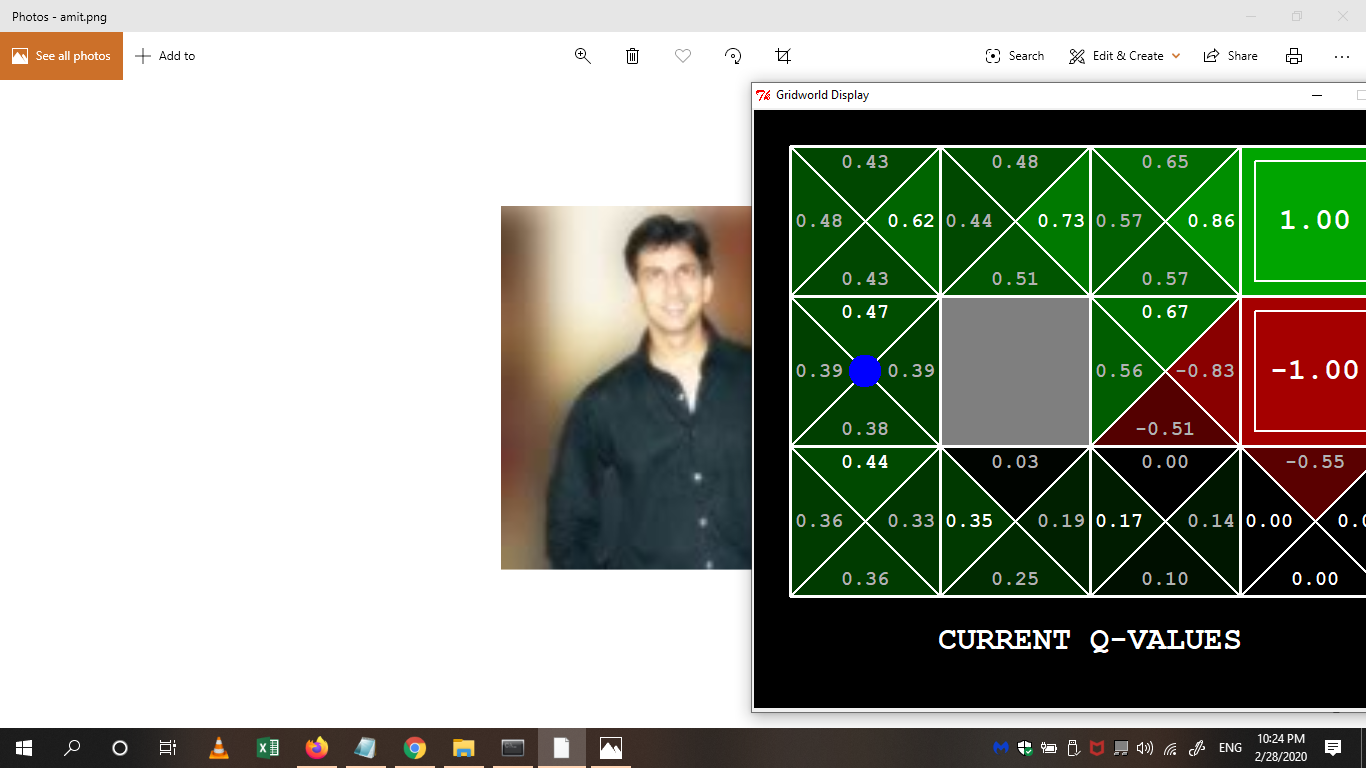 Photos - amit.png
See all photos
Add to
Search
Edit & Create
Share
Gridworld Display
0.43 0.48 0.65
0.48 0.62 0.44 0.73 0.57 0.86 1.00
0.43 0.51 0.57
0.47 0.67
0.39 0.39 0.56 -0.83 -1.00
0.38 -0.51
0.44 0.03 0.00 -0.55
0.36 0.33 0.35 0.19 0.17 0.14 0.00
0.36 0.25 0.10 0.00
CURRENT Q-VALUES
ENG
10:24 PM
2/28/2020